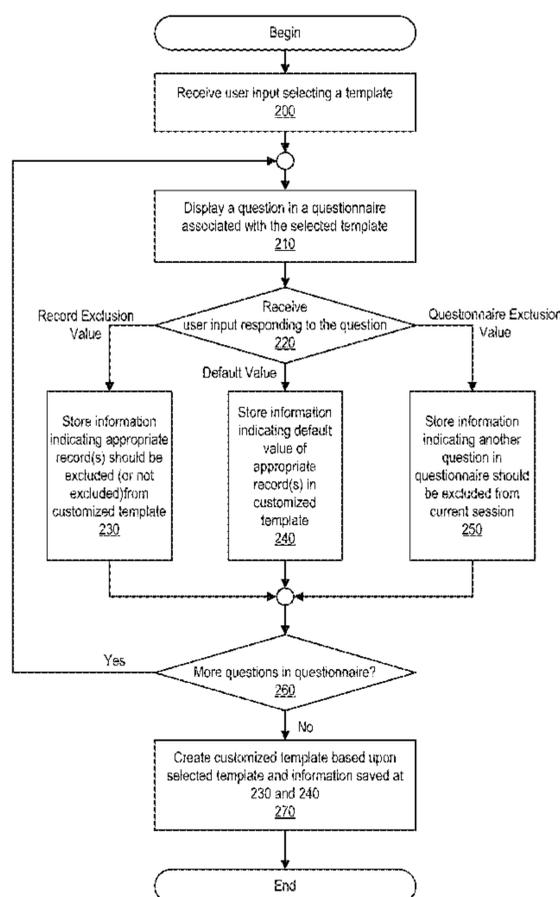 Begin
Receive user input selecting a template
200
Display a question in a questionnaire
associated with the selected template
210
Receive
user input responding to the question
220
Record Exclusion
Value
Default Value
Questionnaire Exclusion
Value
Store information
indicating appropriate
record(s) should be
excluded (or not
excluded)from
customized template
230
Store information
indicating default
value of
appropriate
record(s) in
customized
template
240
Store information
indicating another
question in
questionnaire should
be excluded from
current session
250
Yes
More questions in questionnaire?
260
No
Create customized template based upon
selected template and information saved at
230 and 240
270
End